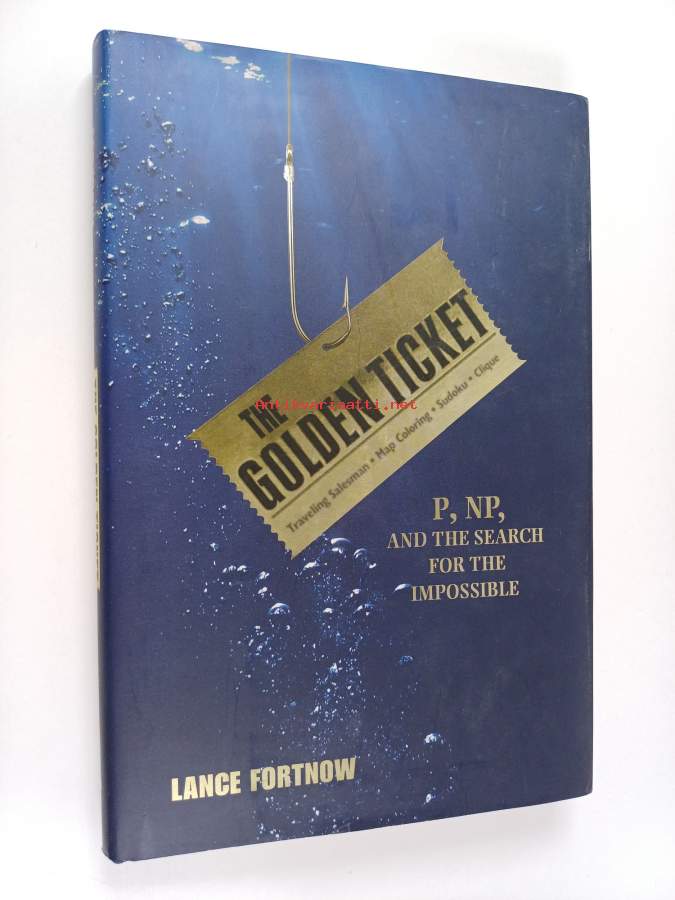 THE
GOLDEN TICKET
Traveling Salesman • Map Coloring • Sudoku • Clique
Antikvariaatti.net
P, NP,
AND THE SEARCH
FOR THE
IMPOSSIBLE
LANCE FORTNOW